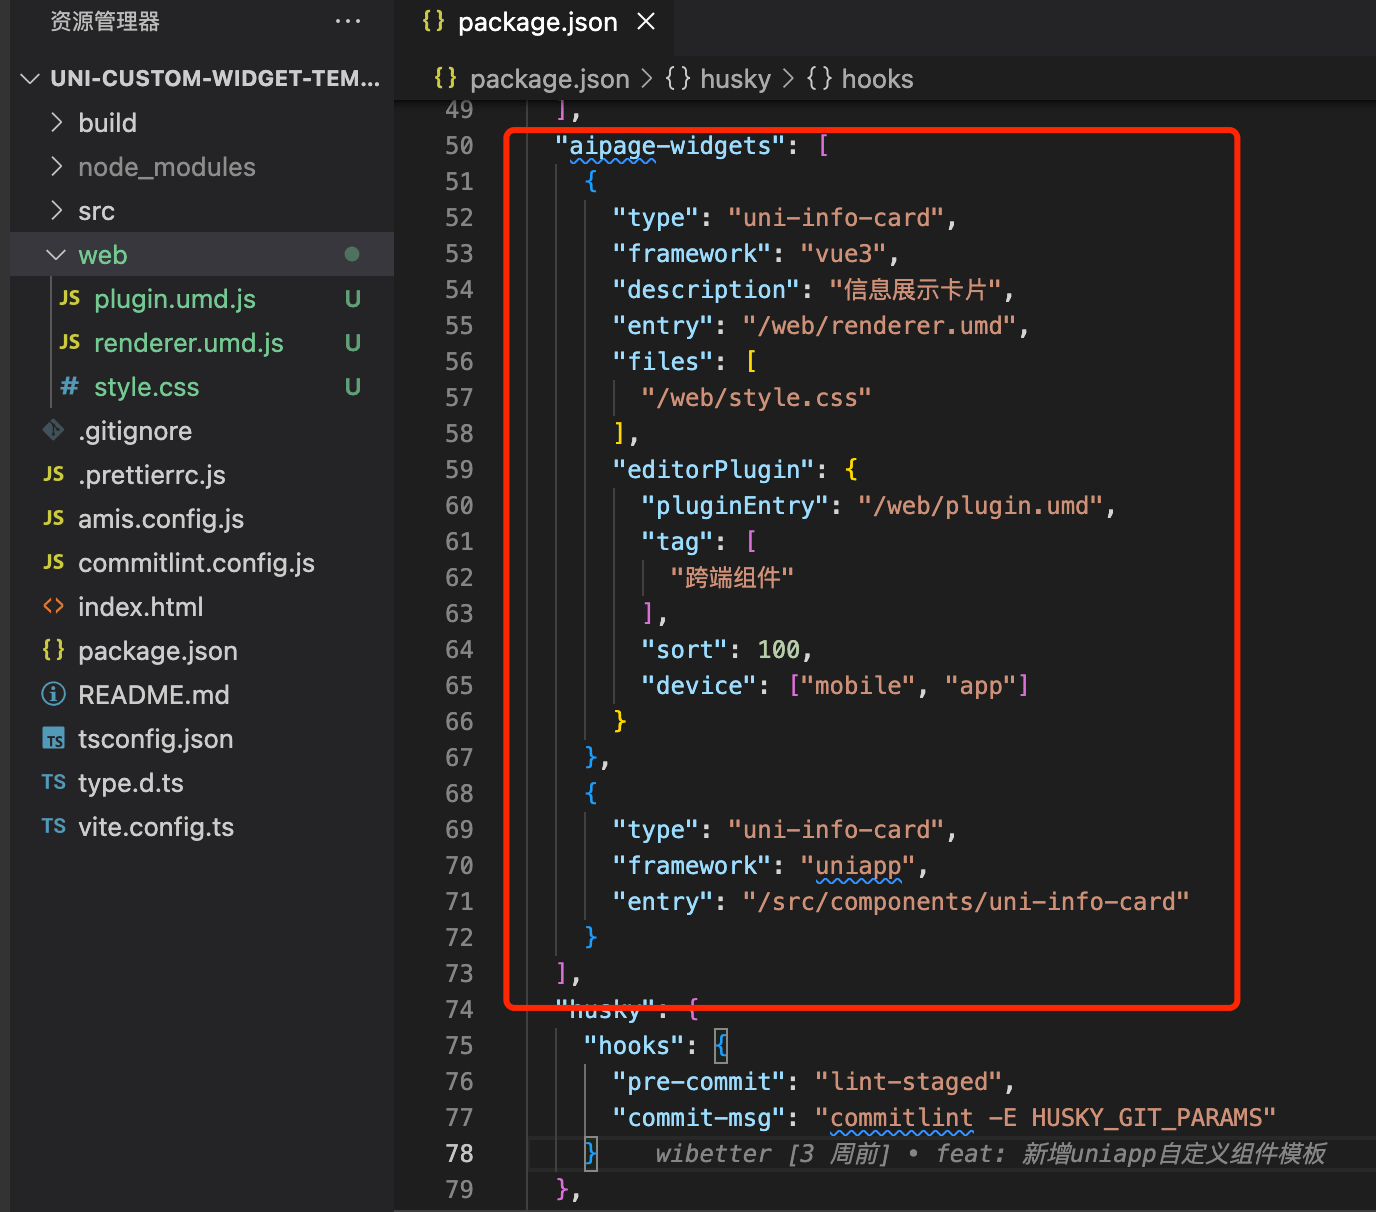 资源管理器 ···
UNI-CUSTOM-WIDGET-TEM...
build
node_modules
src
web
JS plugin.umd.js U
JS renderer.umd.js U
# style.css U
.gitignore
JS .prettierrc.js
JS amis.config.js
JS commitlint.config.js
<> index.html
{} package.json
README.md
TS tsconfig.json
TS type.d.ts
TS vite.config.ts
{} package.json ×
{} package.json > {} husky > {} hooks
49 ],
50 "aipage-widgets": [
51 {
52 "type": "uni-info-card",
53 "framework": "vue3",
54 "description": "信息展示卡片",
55 "entry": "/web/renderer.umd",
56 "files": [
57 "/web/style.css"
58 ],
59 "editorPlugin": {
60 "pluginEntry": "/web/plugin.umd",
61 "tag": [
62 "跨端组件"
63 ],
64 "sort": 100,
65 "device": ["mobile", "app"]
66 }
67 },
68 {
69 "type": "uni-info-card",
70 "framework": "uniapp",
71 "entry": "/src/components/uni-info-card"
72 }
73 ],
74 "husky": {
75 "hooks": {
76 "pre-commit": "lint-staged",
77 "commit-msg": "commitlint -E HUSKY_GIT_PARAMS"
78 } wibetter [3 周前] • feat: 新增uniapp自定义组件模板
79 },